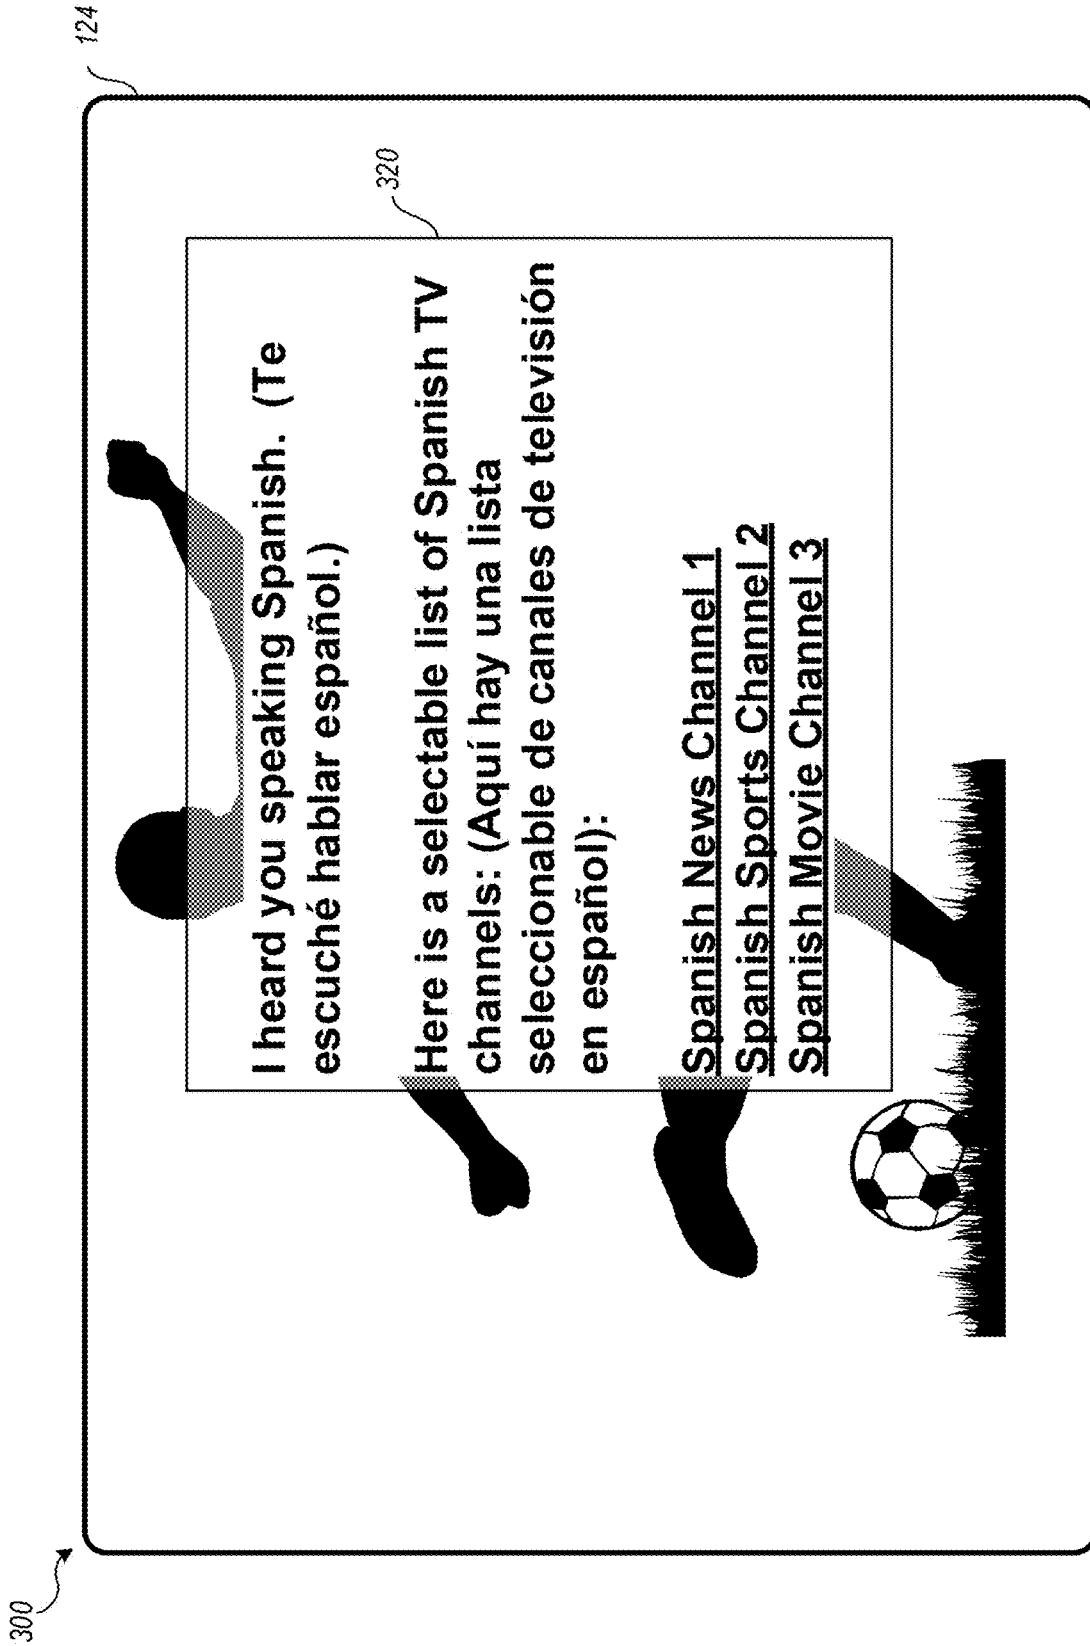 300
124
320
I heard you speaking Spanish. (Te
escuché hablar español.)
Here is a selectable list of Spanish TV
channels: (Aquí hay una lista
seleccionable de canales de televisión
en español):
Spanish News Channel 1
Spanish Sports Channel 2
Spanish Movie Channel 3